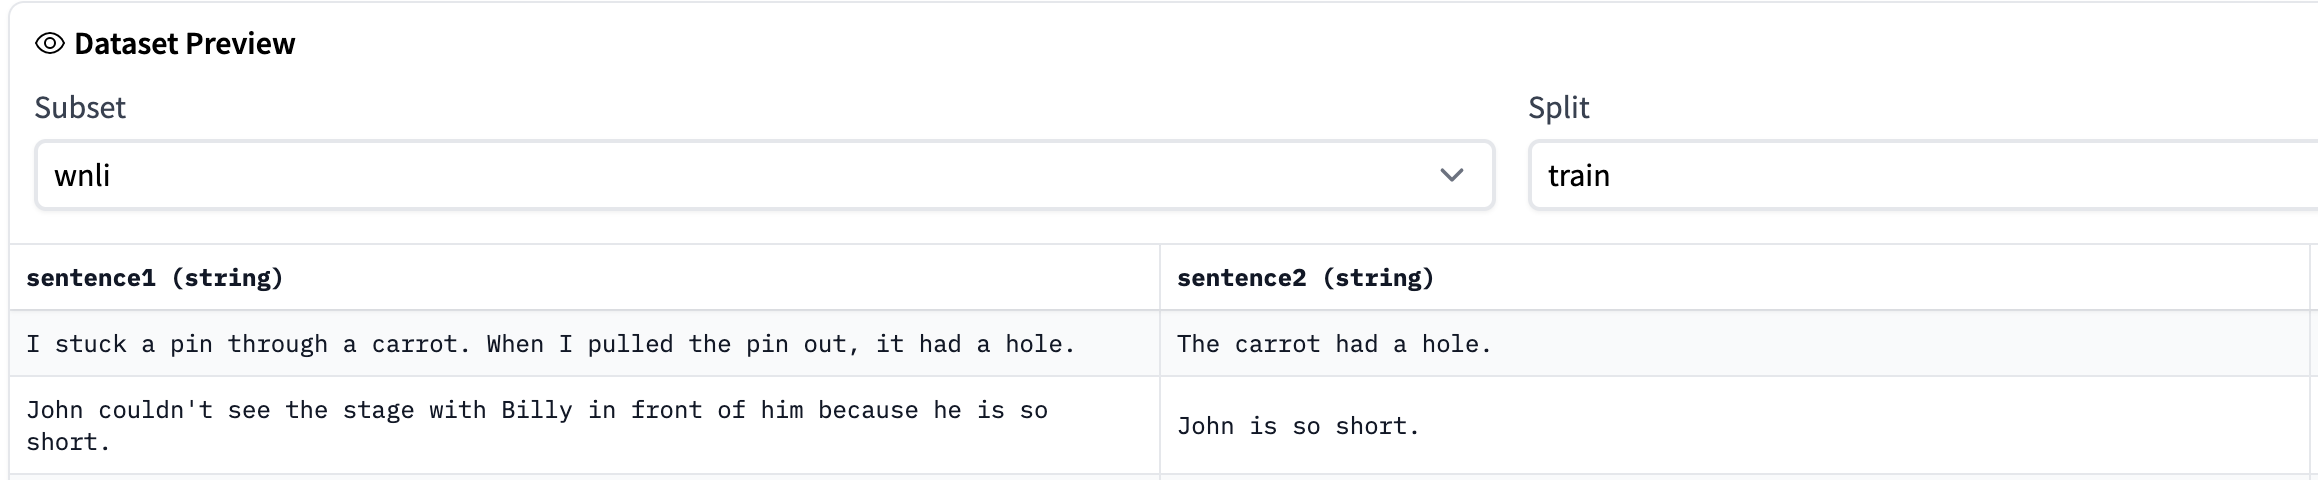 Dataset Preview
Subset
Split
wnli
train
sentence1 (string)
sentence2 (string)
I stuck a pin through a carrot. When I pulled the pin out, it had a hole.
The carrot had a hole.
John couldn't see the stage with Billy in front of him because he is so
short.
John is so short.